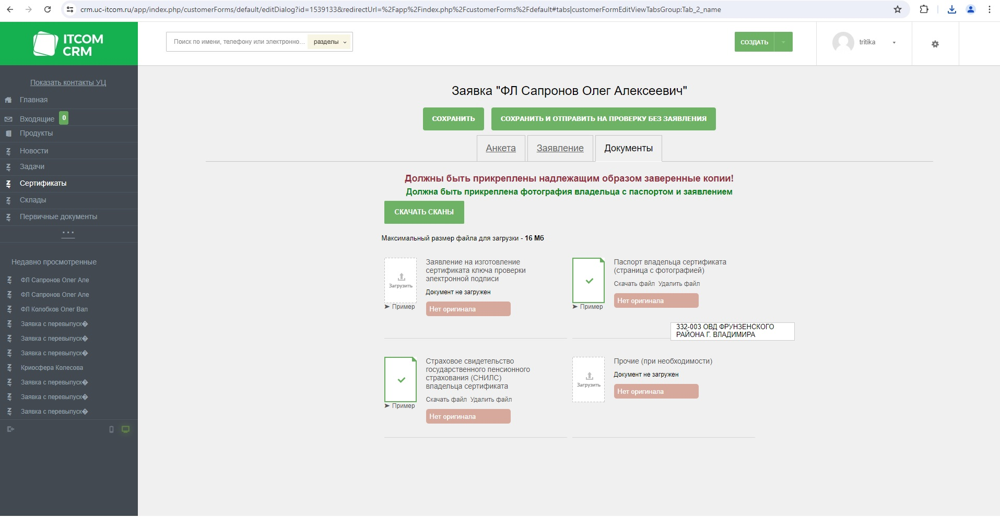 crm.uc-itcom.ru/app/index.php/customerForms/default/editDialog?id=1539133&redirectUrl=%2Fapp%2Findex.php%2FcustomerForms%2Fdefault#tabs|customerFormEditViewTabsGroup:Tab_2_name
ITCOM
CRM
Поиск по имени, телефону или электронно...
разделы
СОЗДАТЬ
tritika
Показать контакты УЦ
Главная
Входящие 0
Продукты
Новости
Задачи
Сертификаты
Склады
Первичные документы
...
Недавно просмотренные
ФЛ Сапронов Олег Але
ФЛ Сапронов Олег Але
ФЛ Колобков Олег Вал
Заявка с перевыпуск�
Заявка с перевыпуск�
Заявка с перевыпуск�
Криосфера Колесова
Заявка с перевыпуск�
Заявка с перевыпуск�
Заявка с перевыпуск�
Заявка "ФЛ Сапронов Олег Алексеевич"
СОХРАНИТЬ
СОХРАНИТЬ И ОТПРАВИТЬ НА ПРОВЕРКУ БЕЗ ЗАЯВЛЕНИЯ
Анкета
Заявление
Документы
Должны быть прикреплены надлежащим образом заверенные копии!
Должна быть прикреплена фотография владельца с паспортом и заявлением
СКАЧАТЬ СКАНЫ
Максимальный размер файла для загрузки - 16 Мб
Загрузить
➤ Пример
Заявление на изготовление
сертификата ключа проверки
электронной подписи
Документ не загружен
Нет оригинала
➤ Пример
Паспорт владельца сертификата
(страница с фотографией)
Скачать файл Удалить файл
Нет оригинала
332-003 ОВД ФРУНЗЕНСКОГО
РАЙОНА Г. ВЛАДИМИРА
➤ Пример
Страховое свидетельство
государственного пенсионного
страхования (СНИЛС)
владельца сертификата
Скачать файл Удалить файл
Нет оригинала
Загрузить
Прочие (при необходимости)
Документ не загружен
Нет оригинала